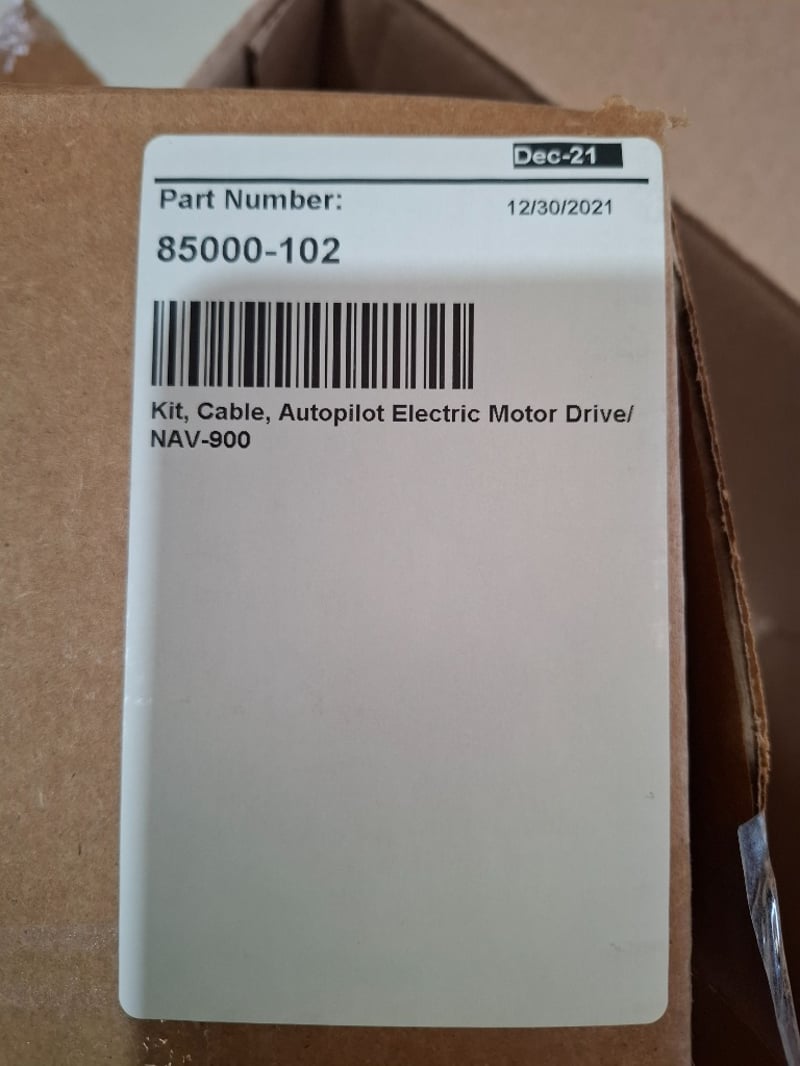 Dec-21
Part Number:
12/30/2021
85000-102
Kit, Cable, Autopilot Electric Motor Drive/
NAV-900